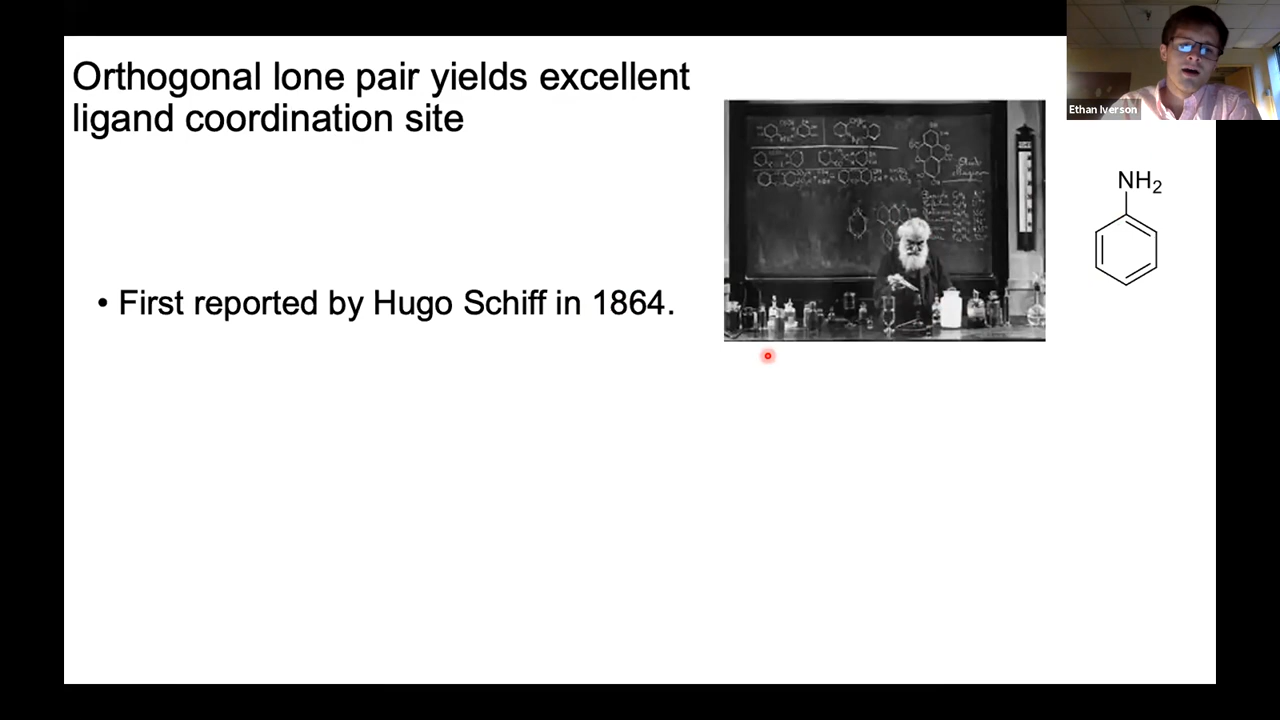 Orthogonal lone pair yields excellent
ligand coordination site
Ethan Iverson
NH2
• First reported by Hugo Schiff in 1864.